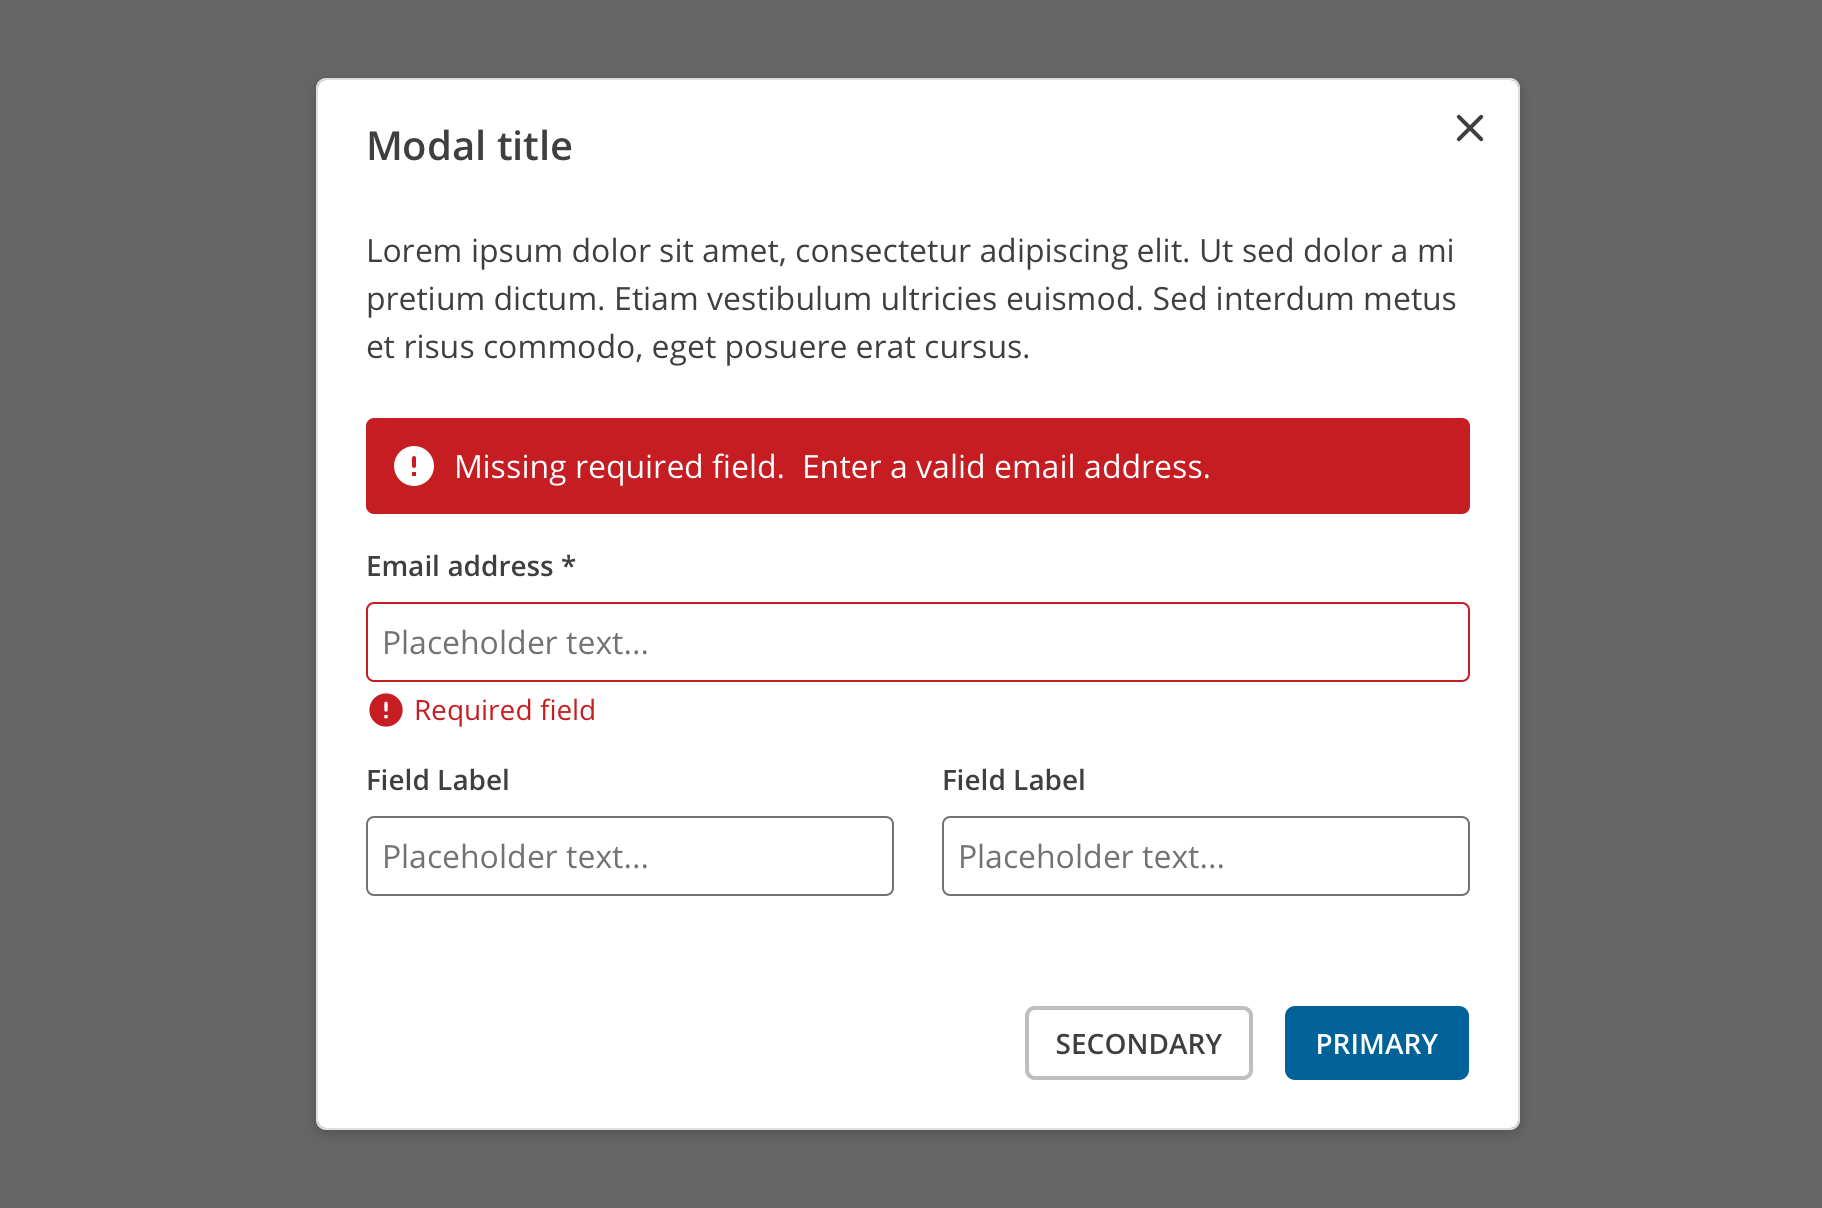 Modal title
Lorem ipsum dolor sit amet, consectetur adipiscing elit. Ut sed dolor a mi
pretium dictum. Etiam vestibulum ultricies euismod. Sed interdum metus
et risus commodo, eget posuere erat cursus.
Missing required field.  Enter a valid email address.
Email address *
Placeholder text...
Required field
Field Label
Placeholder text...
Field Label
Placeholder text...
SECONDARY
PRIMARY